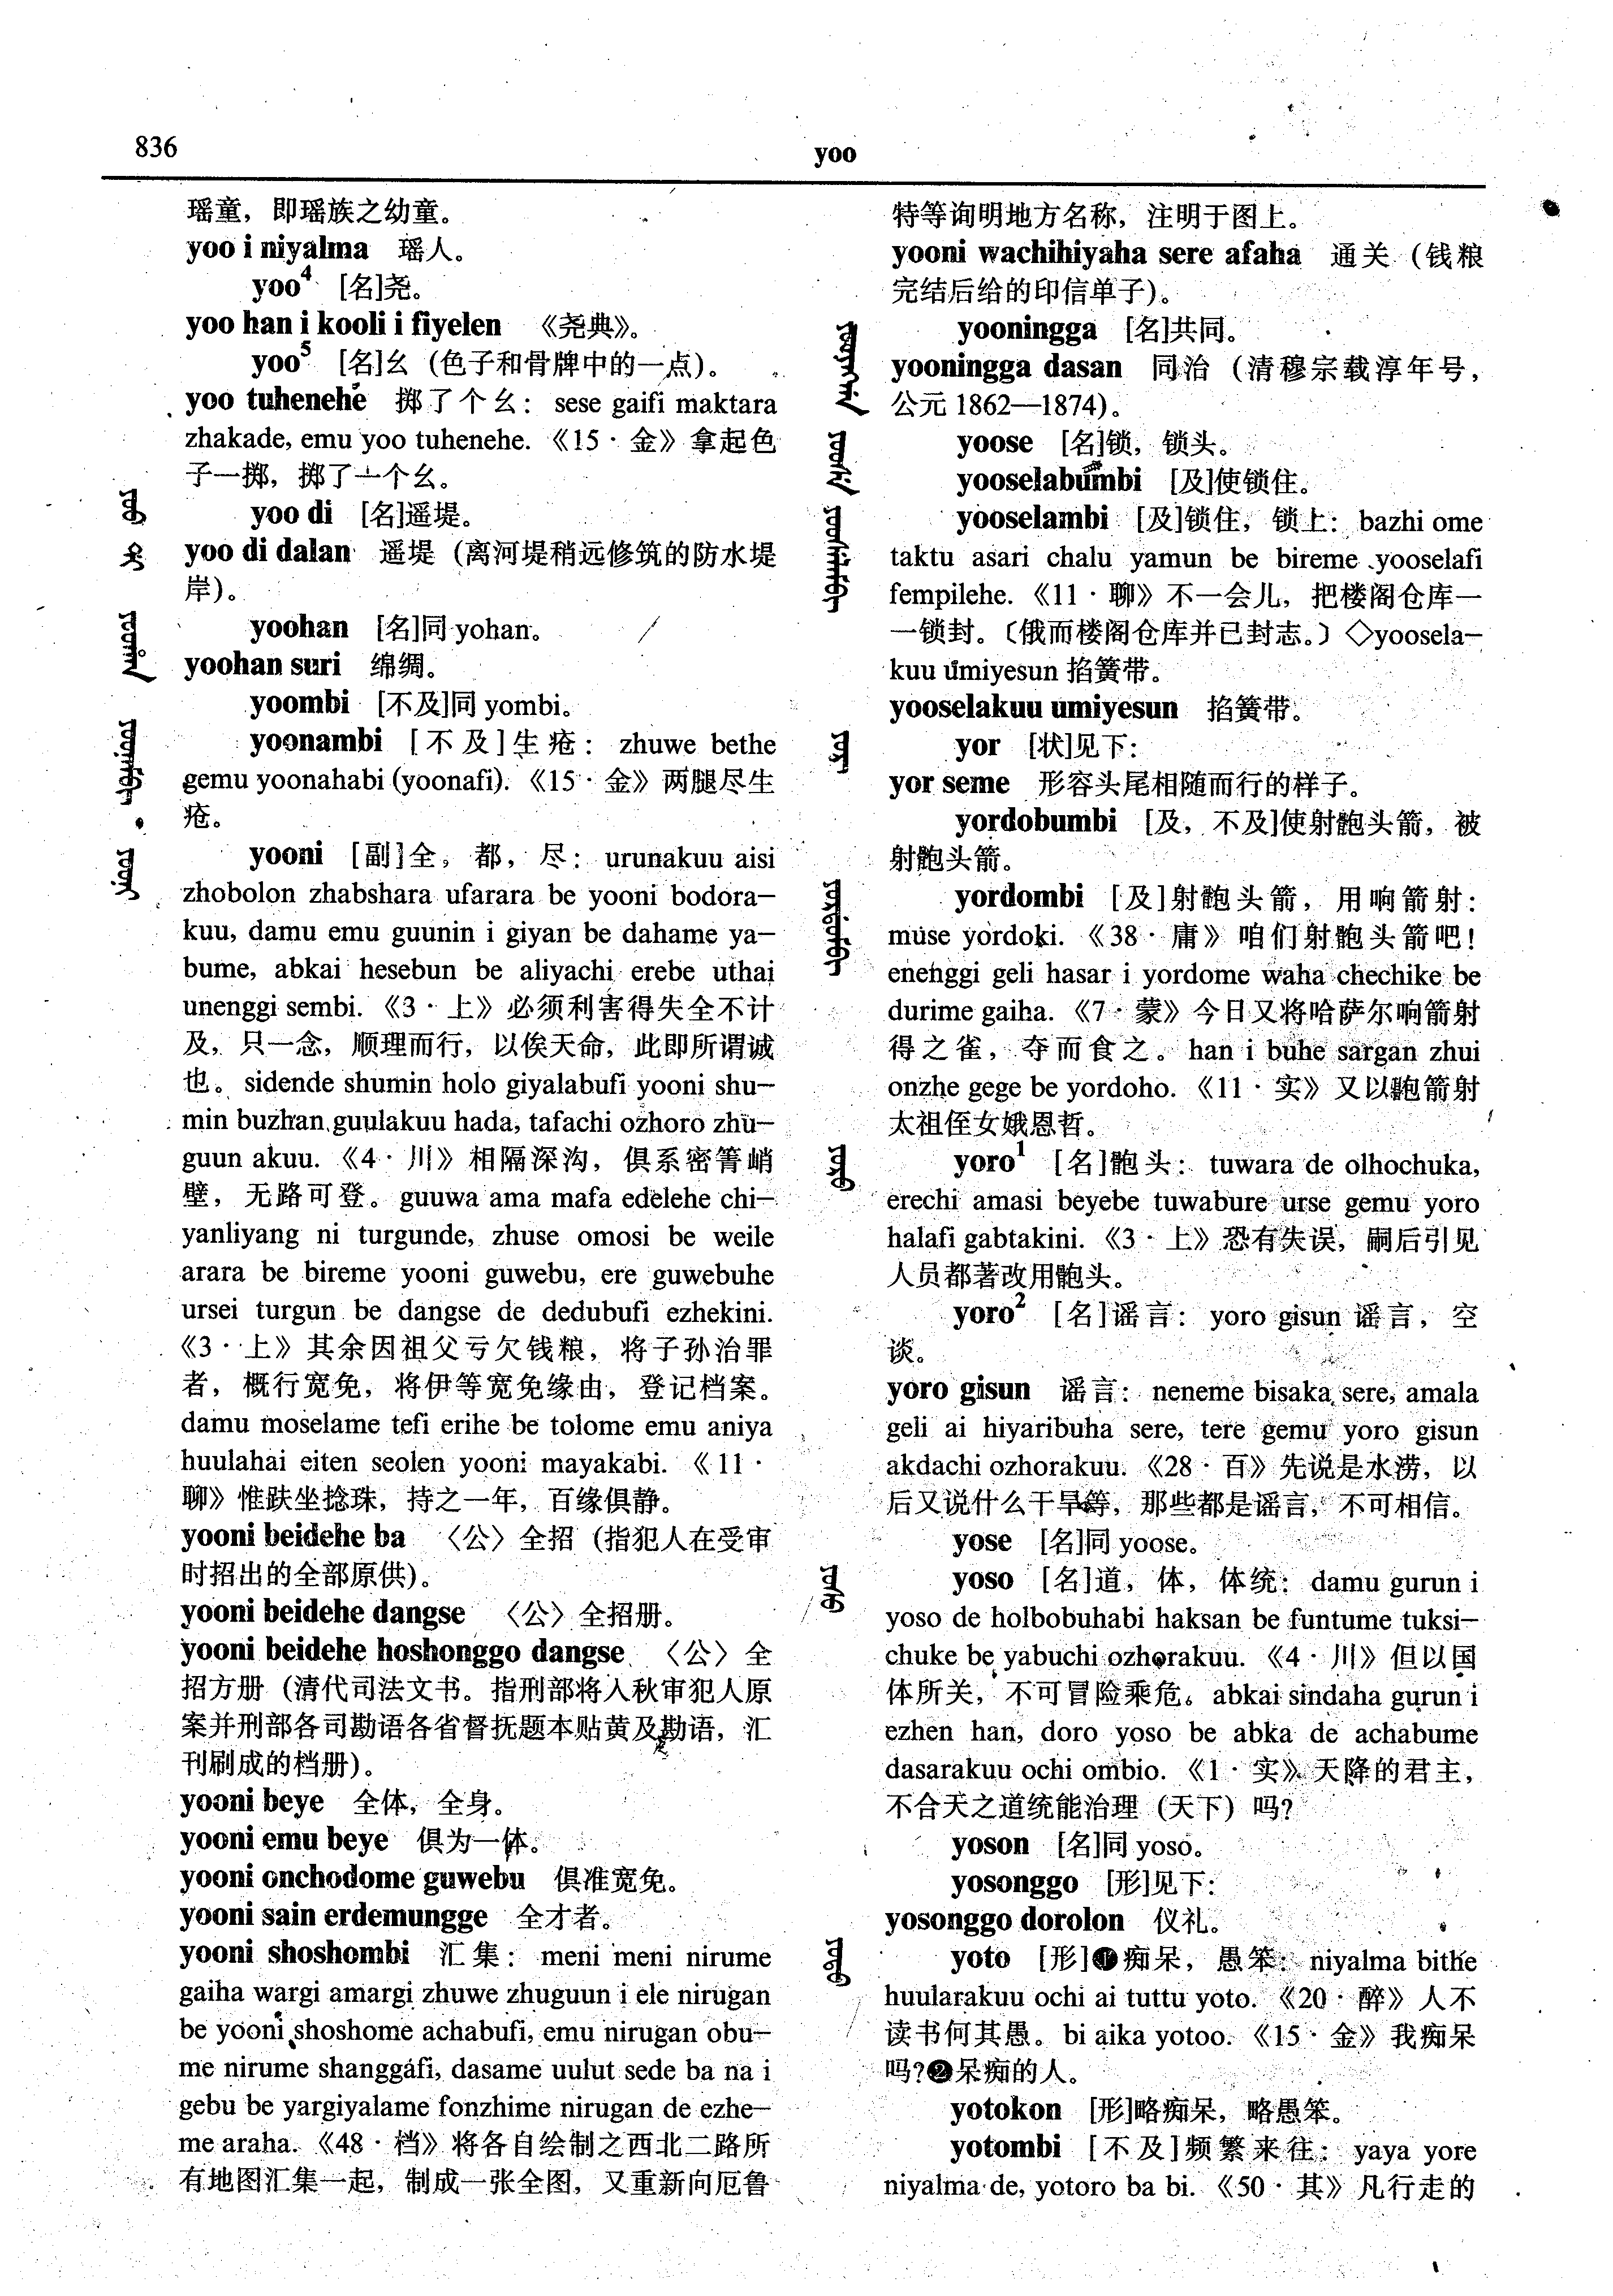 836
yoo
瑶童，即瑶族之幼童。
yoo i niyalma 瑶人。
yoo⁴ [名]尧。
yoo han i kooli i fiyelen 《尧典》。
yoo⁵ [名]幺（色子和骨牌中的一点）。
yoo tuhenehe 掷了个幺：sese gaifi maktara
zhakade, emu yoo tuhenehe.《15·金》拿起色
子一掷，掷了一个幺。
yoo di [名]遥堤。
yoo di dalan 遥堤（离河堤稍远修筑的防水堤
岸）。
yoohan [名]同 yohan。
yoohan suri 绵绸。
yoombi [不及]同 yombi。
yoonambi [不及]生疮：zhuwe bethe
gemu yoonahabi (yoonafi).《15·金》两腿尽生
疮。
yooni [副]全，都，尽：urunakuu aisi
zhobolon zhabshara ufarara be yooni bodora-
kuu, damu emu guunin i giyan be dahame ya-
bume, abkai hesebun be aliyachi erebe uthai
unenggi sembi.《3·上》必须利害得失全不计
及，只一念，顺理而行，以俟天命，此即所谓诚
也。sidende shumin holo giyalabufi yooni shu-
min buzhan guulakuu hada, tafachi ozhoro zhu-
guun akuu.《4·川》相隔深沟，俱系密箐峭
壁，无路可登。guuwa ama mafa edelehe chi-
yanliyang ni turgunde, zhuse omosi be weile
arara be bireme yooni guwebu, ere guwebuhe
ursei turgun be dangse de dedubufi ezhekini.
《3·上》其余因祖父亏欠钱粮，将子孙治罪
者，概行宽免，将伊等宽免缘由，登记档案。
damu moselame tefi erihe be tolome emu aniya
huulahai eiten seolen yooni mayakabi.《11·
聊》惟趺坐捻珠，持之一年，百缘俱静。
yooni beidehe ba 〈公〉全招（指犯人在受审
时招出的全部原供）。
yooni beidehe dangse 〈公〉全招册。
yooni beidehe hoshonggo dangse 〈公〉全
招方册（清代司法文书。指刑部将入秋审犯人原
案并刑部各司勘语各省督抚题本贴黄及勘语，汇
刊刷成的档册）。
yooni beye 全体，全身。
yooni emu beye 俱为一体。
yooni onchodome guwebu 俱准宽免。
yooni sain erdemungge 全才者。
yooni shoshombi 汇集：meni meni nirume
gaiha wargi amargi zhuwe zhuguun i ele nirugan
be yooni shoshome achabufi, emu nirugan obu-
me nirume shanggafi, dasame uulut sede ba na i
gebu be yargiyalame fonzhime nirugan de ezhe-
me araha.《48·档》将各自绘制之西北二路所
有地图汇集一起，制成一张全图，又重新向厄鲁
特等询明地方名称，注明于图上。
yooni wachihiyaha sere afaha 通关（钱粮
完结后给的印信单子）。
yooningga [名]共同。
yooningga dasan 同治（清穆宗载淳年号，
公元 1862—1874）。
yoose [名]锁，锁头。
yooselabumbi [及]使锁住。
yooselambi [及]锁住，锁上：bazhi ome
taktu asari chalu yamun be bireme yooselafi
fempilehe.《11·聊》不一会儿，把楼阁仓库一
一锁封。〔俄而楼阁仓库并已封志。〕◇yoosela-
kuu umiyesun 掐簧带。
yooselakuu umiyesun 掐簧带。
yor [状]见下：
yor seme 形容头尾相随而行的样子。
yordobumbi [及，不及]使射骲头箭，被
射骲头箭。
yordombi [及]射骲头箭，用响箭射：
muse yordoki.《38·庸》咱们射骲头箭吧！
enenggi geli hasar i yordome waha chechike be
durime gaiha.《7·蒙》今日又将哈萨尔响箭射
得之雀，夺而食之。han i buhe sargan zhui
onzhe gege be yordoho.《11·实》又以骲箭射
太祖侄女娥恩哲。
yoro¹ [名]骲头：tuwara de olhochuka,
erechi amasi beyebe tuwabure urse gemu yoro
halafi gabtakini.《3·上》恐有失误，嗣后引见
人员都著改用骲头。
yoro² [名]谣言：yoro gisun 谣言，空
谈。
yoro gisun 谣言：neneme bisaka sere, amala
geli ai hiyaribuha sere, tere gemu yoro gisun
akdachi ozhorakuu.《28·百》先说是水涝，以
后又说什么干旱等，那些都是谣言，不可相信。
yose [名]同 yoose。
yoso [名]道，体，体统：damu gurun i
yoso de holbobuhabi haksan be funtume tuksi-
chuke be yabuchi ozhorakuu.《4·川》但以国
体所关，不可冒险乘危。abkai sindaha gurun i
ezhen han, doro yoso be abka de achabume
dasarakuu ochi ombio.《1·实》天降的君主，
不合天之道统能治理（天下）吗？
yoson [名]同 yoso。
yosonggo [形]见下：
yosonggo dorolon 仪礼。
yoto [形]❶痴呆，愚笨：niyalma bithe
huularakuu ochi ai tuttu yoto.《20·醉》人不
读书何其愚。bi aika yotoo.《15·金》我痴呆
吗？❷呆痴的人。
yotokon [形]略痴呆，略愚笨。
yotombi [不及]频繁来往：yaya yore
niyalma de, yotoro ba bi.《50·其》凡行走的